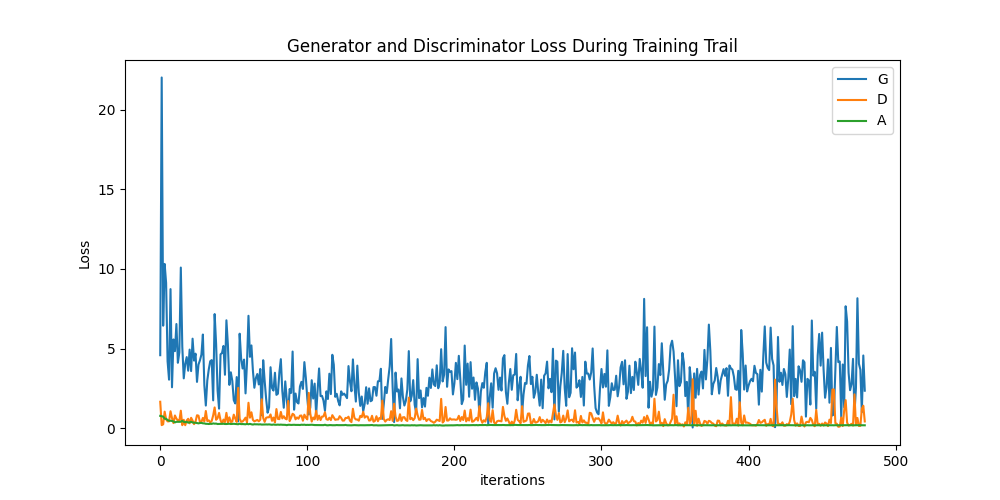 Generator and Discriminator Loss During Training Trail
G
D
A
Loss
20
15
10
5
0
0 100 200 300 400 500
iterations